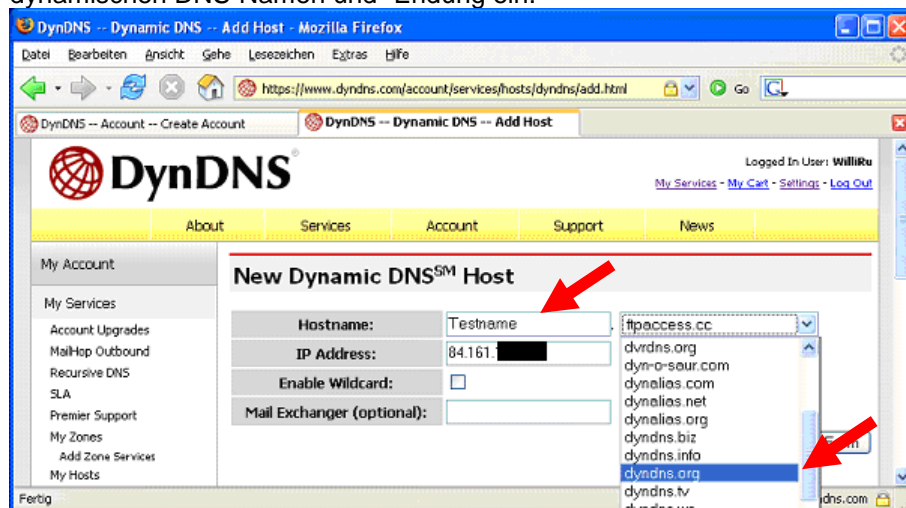 dynamischen DNS-Namen und -Endung ein.
DynDNS -- Dynamic DNS -- Add Host - Mozilla Firefox
Datei Bearbeiten Ansicht Gehe Lesezeichen Extras Hilfe
https://www.dyndns.com/account/services/hosts/dyndns/add.html Go
DynDNS -- Account -- Create Account DynDNS -- Dynamic DNS -- Add Host
DynDNS®
Logged In User: WilliRu
My Services - My Cart - Settings - Log Out
About Services Account Support News
My Account
New Dynamic DNS℠ Host
My Services
Hostname: Testname . ftpaccess.cc
Account Upgrades
MailHop Outbound
Recursive DNS
SLA
Premier Support
My Zones
Add Zone Services
My Hosts
IP Address: 84.161.
Enable Wildcard:
Mail Exchanger (optional):
dvrdns.org
dyn-o-saur.com
dynalias.com
dynalias.net
dynalias.org
dyndns.biz
dyndns.info
dyndns.org
dyndns.tv
Fertig